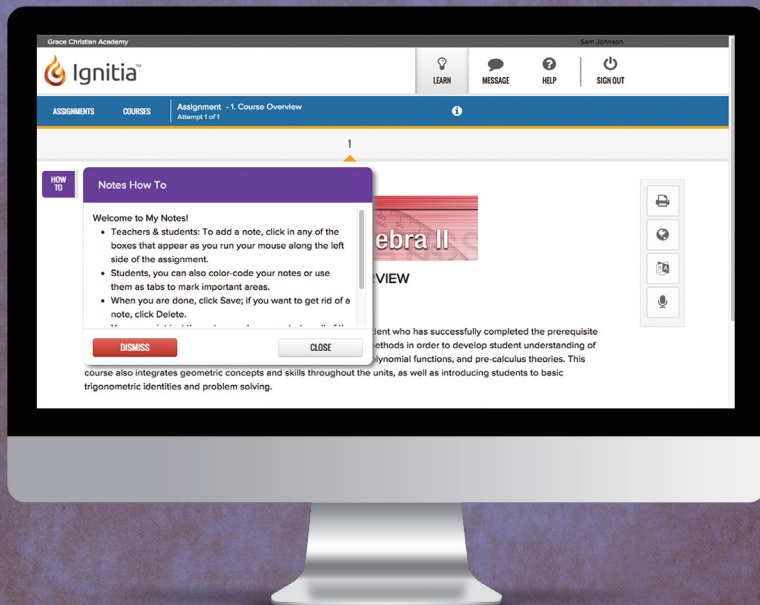 Grace Christian Academy
Sam Johnson
Ignitia™
LEARN
MESSAGE
HELP
SIGN OUT
ASSIGNMENTS
COURSES
Assignment - 1. Course Overview
Attempt 1 of 1
1
HOW
TO
Notes How To
Welcome to My Notes!
• Teachers & students: To add a note, click in any of the
boxes that appear as you run your mouse along the left
side of the assignment.
• Students, you can also color-code your notes or use
them as tabs to mark important areas.
• When you are done, click Save; if you want to get rid of a
note, click Delete.
DISMISS
CLOSE
ebra II
VIEW
ent who has successfully completed the prerequisite
ethods in order to develop student understanding of
olynomial functions, and pre-calculus theories. This
course also integrates geometric concepts and skills throughout the units, as well as introducing students to basic
trigonometric identities and problem solving.